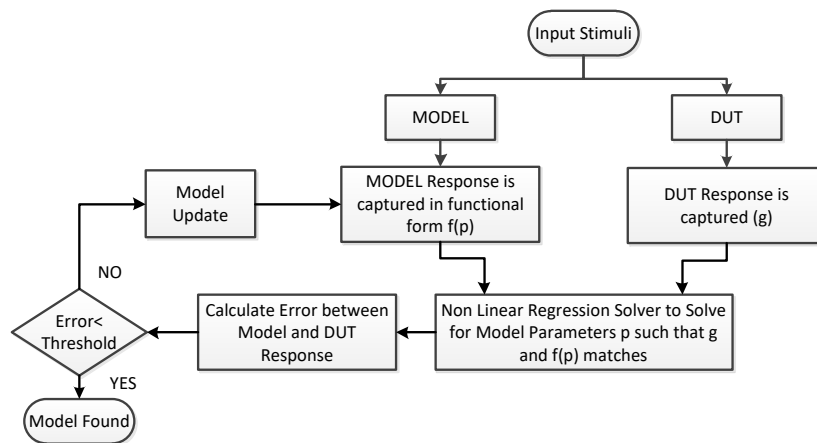 Input Stimuli
MODEL
DUT
MODEL Response is
captured in functional
form f(p)
DUT Response is
captured (g)
Model
Update
NO
Error<
Threshold
YES
Model Found
Calculate Error between
Model and DUT
Response
Non Linear Regression Solver to Solve
for Model Parameters p such that g
and f(p) matches